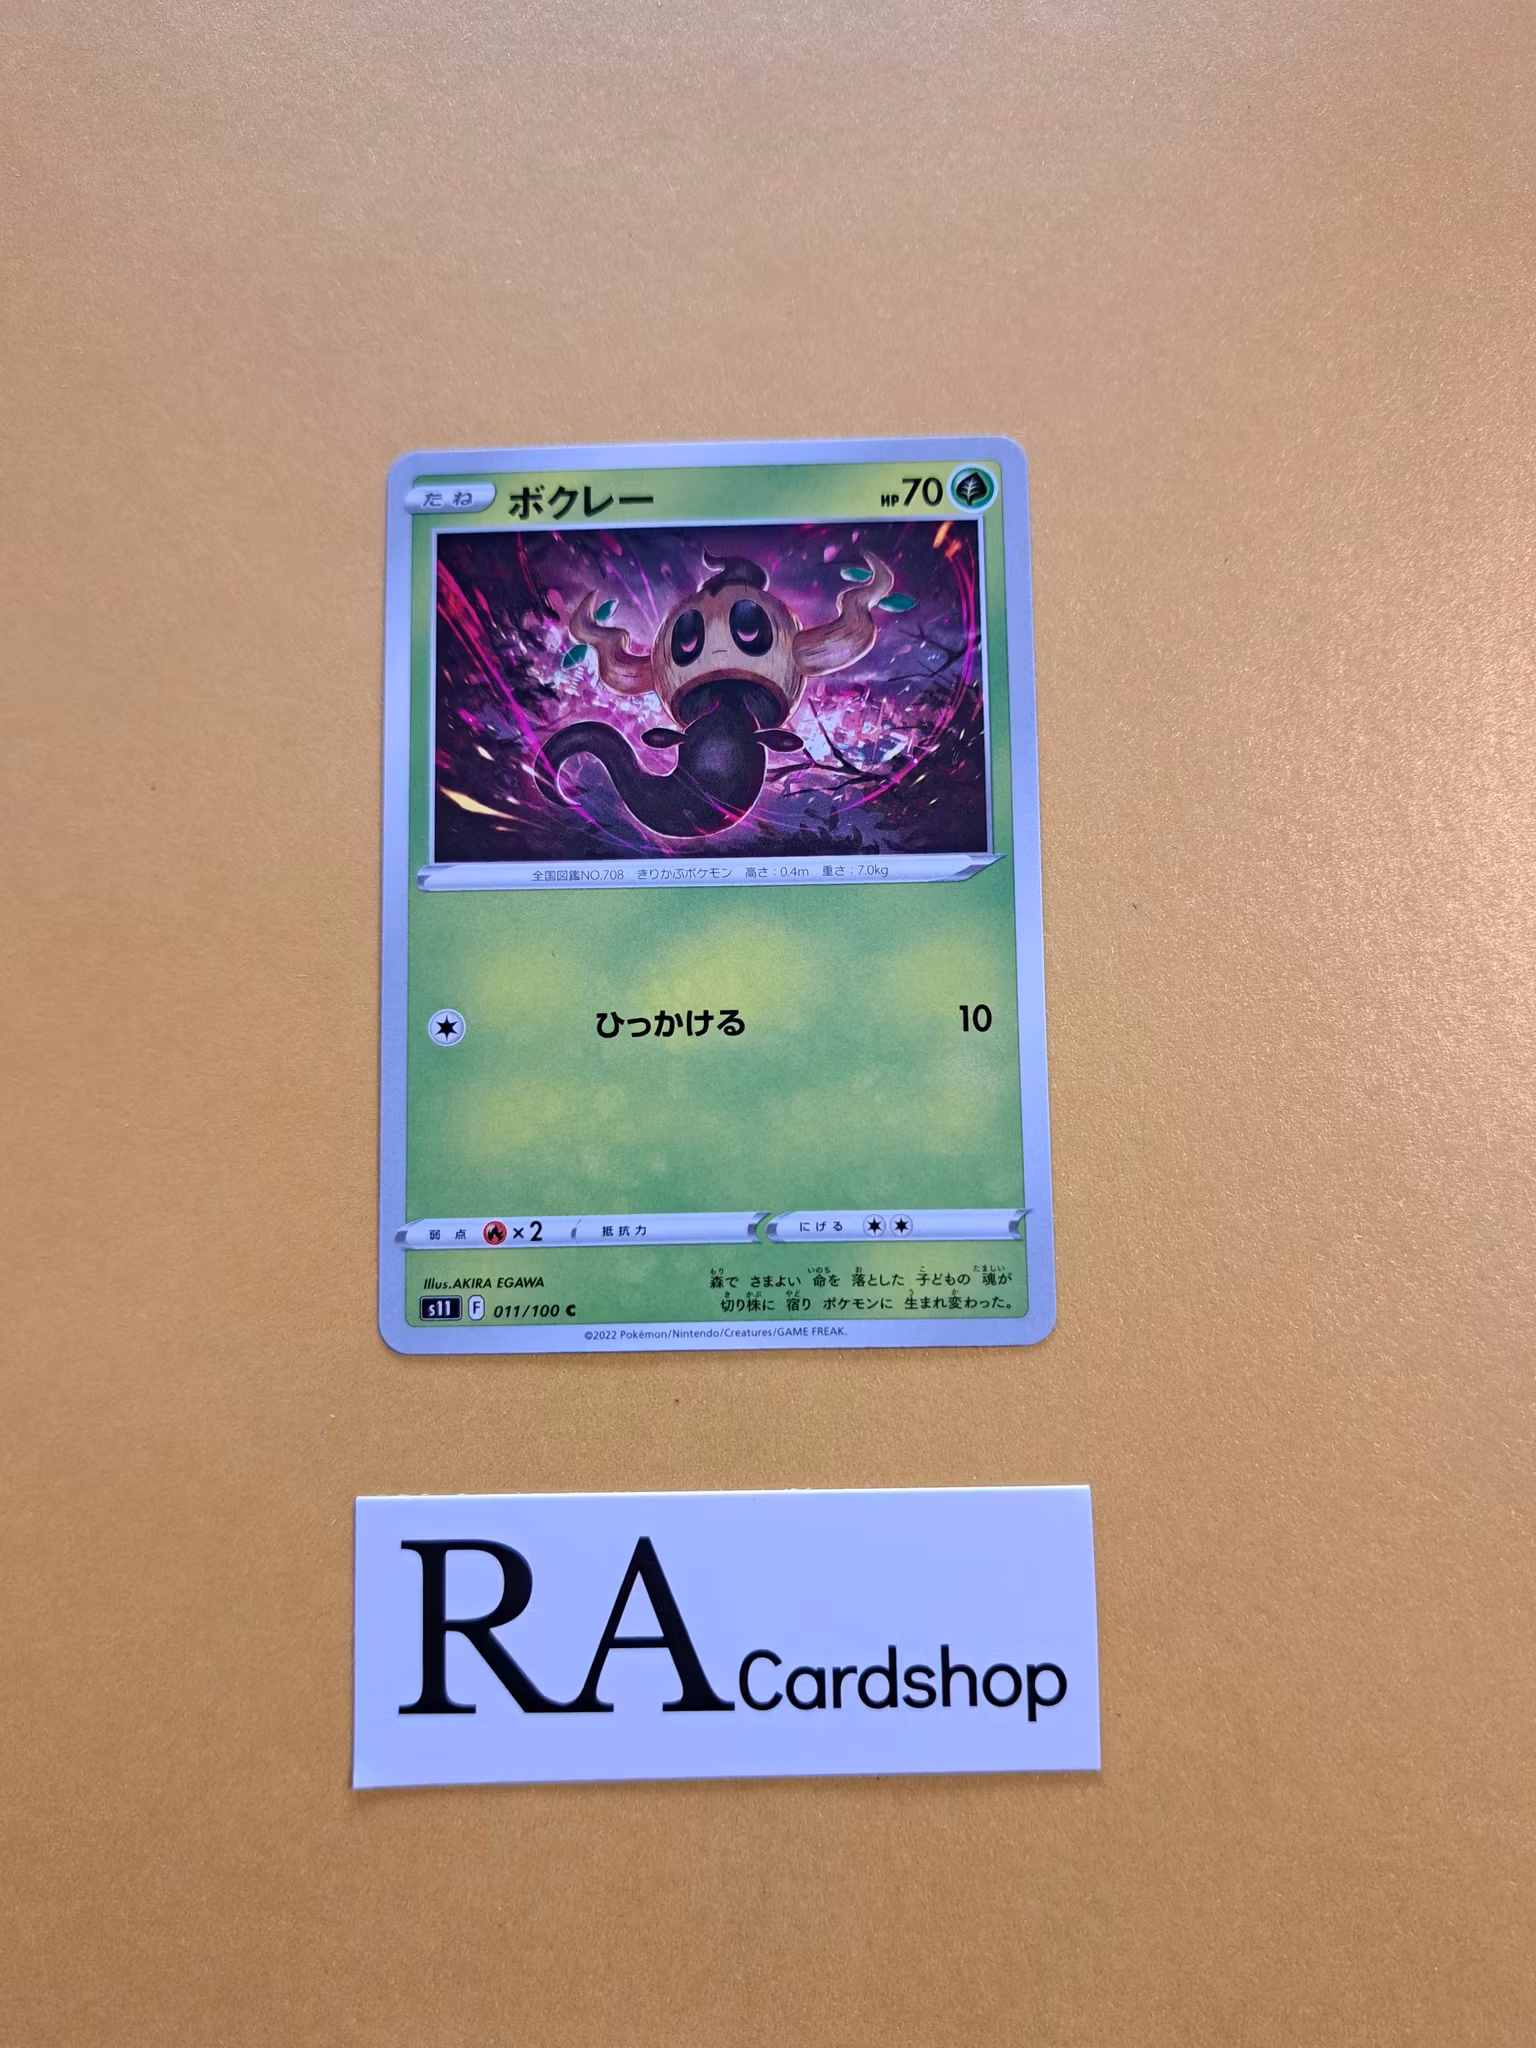 たね ボクレー HP70
全国図鑑NO.708 きりかぶポケモン 高さ：0.4m 重さ：7.0kg
ひっかける 10
弱点 ×2 抵抗力 にげる
Illus.AKIRA EGAWA
s11 F 011/100 C
森で さまよい 命を 落とした 子どもの 魂が
切り株に 宿り ポケモンに 生まれ変わった。
©2022 Pokémon/Nintendo/Creatures/GAME FREAK.
RA Cardshop